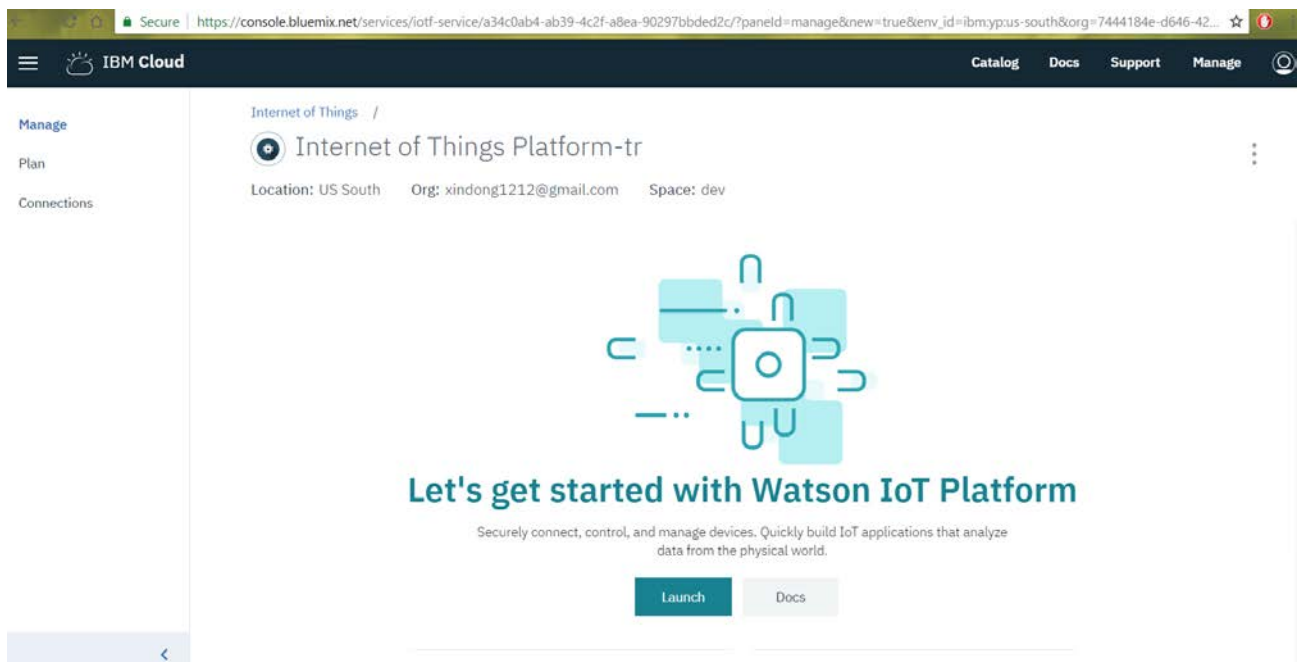 Secure https://console.bluemix.net/services/iotf-service/a34c0ab4-ab39-4c2f-a8ea-90297bbded2c/?paneId=manage&new=true&env_id=ibm:yp:us-south&org=7444184e-d646-42...
IBM Cloud Catalog Docs Support Manage
Manage
Plan
Connections
Internet of Things /
Internet of Things Platform-tr
Location: US South Org: xindong1212@gmail.com Space: dev
Let's get started with Watson IoT Platform
Securely connect, control, and manage devices. Quickly build IoT applications that analyze
data from the physical world.
Launch Docs